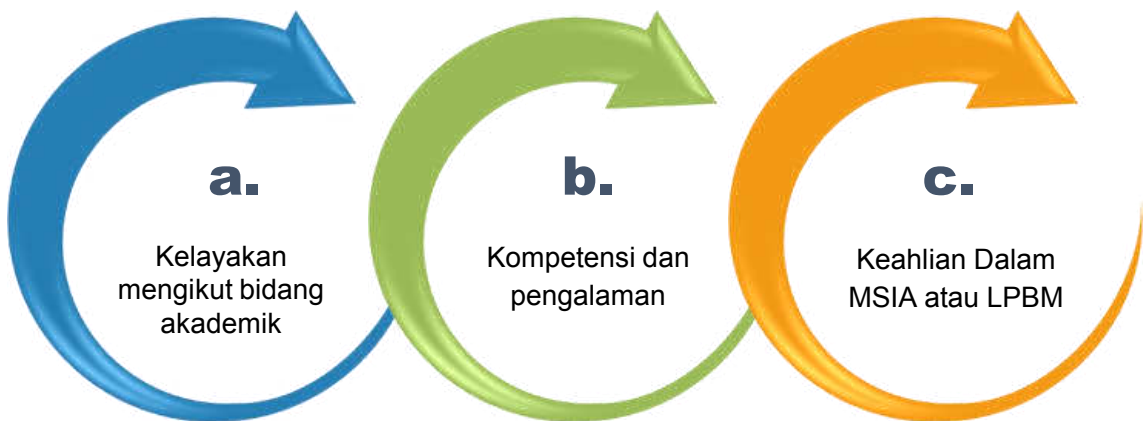 a.
Kelayakan
mengikut bidang
akademik
b.
Kompetensi dan
pengalaman
c.
Keahlian Dalam
MSIA atau LPBM